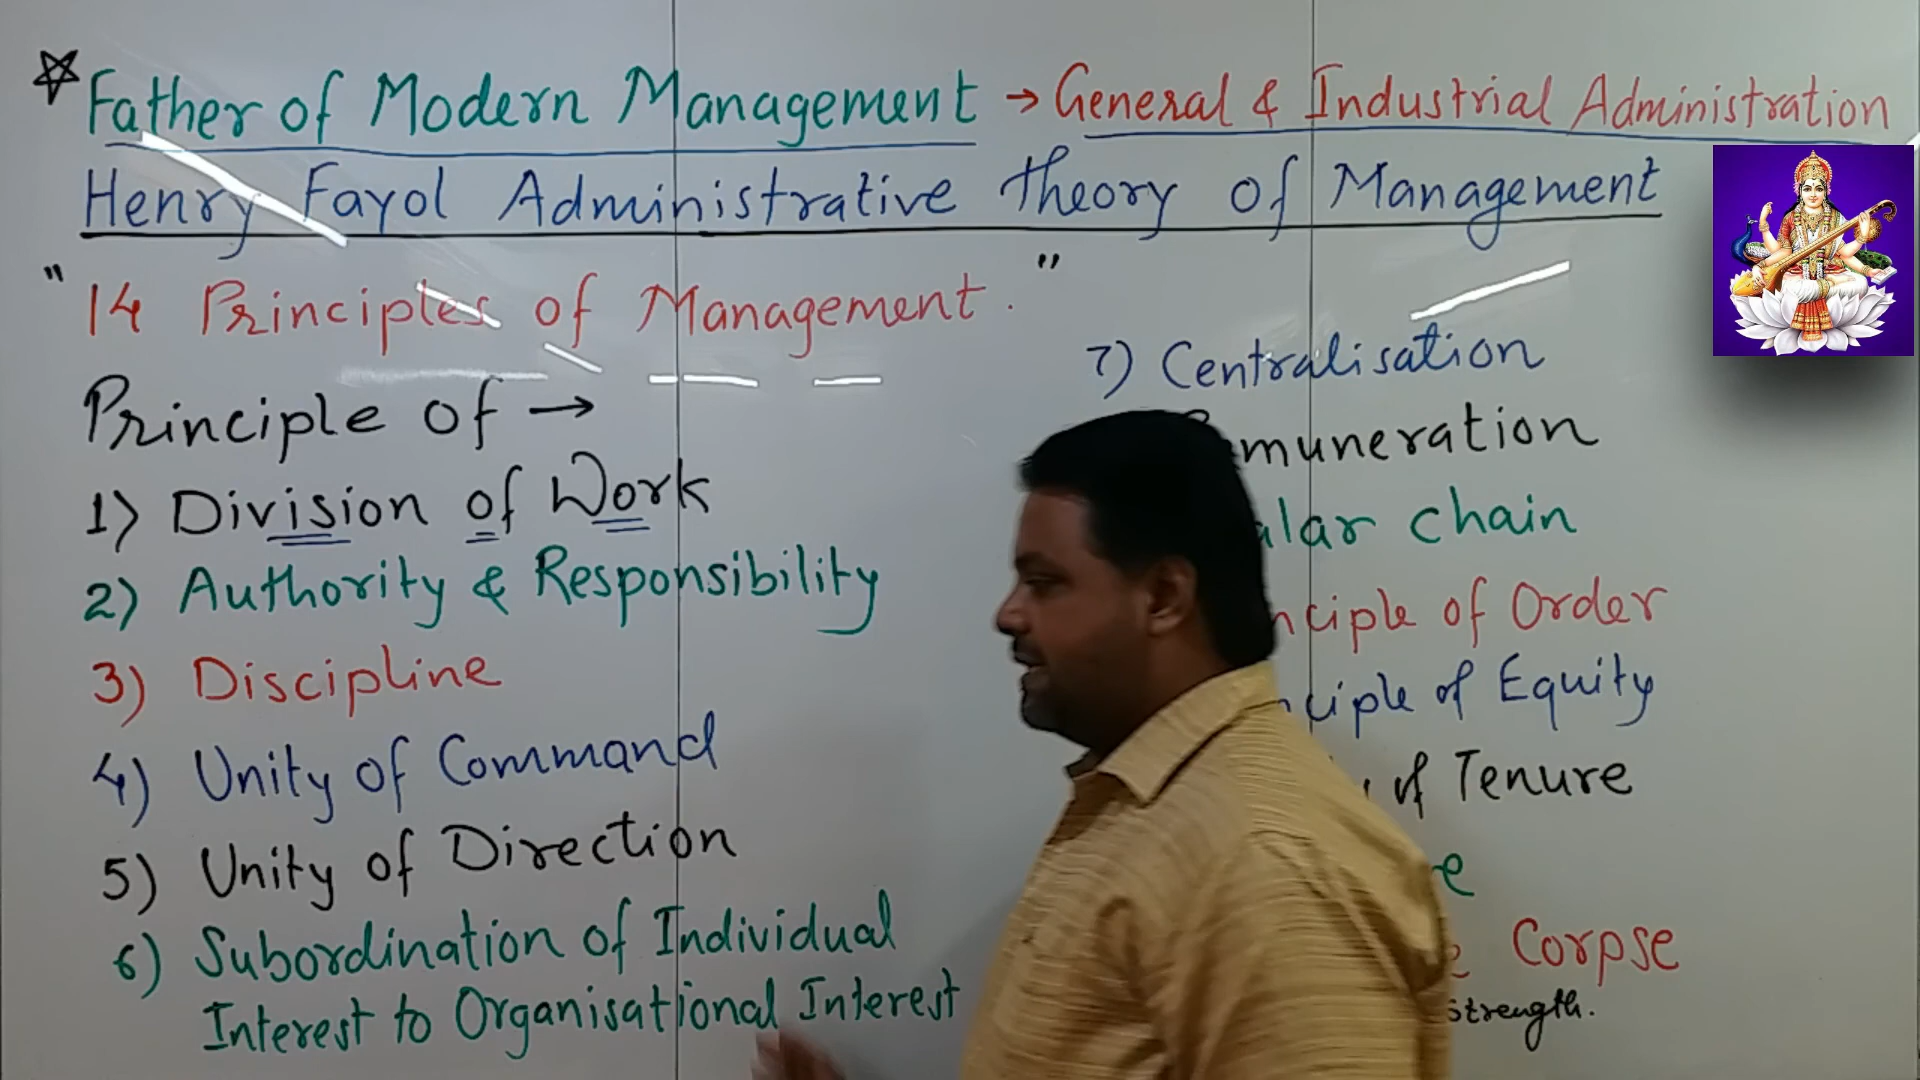 Father of Modern Management → General & Industrial Administration
Henry Fayol Administrative theory of Management
"14 Principles of Management."
Principle of →
1) Division of Work
2) Authority & Responsibility
3) Discipline
4) Unity of Command
5) Unity of Direction
6) Subordination of Individual
Interest to Organisational Interest
7) Centralisation
muneration
alar chain
nciple of Order
nciple of Equity
of Tenure
e
Corpse
strength.